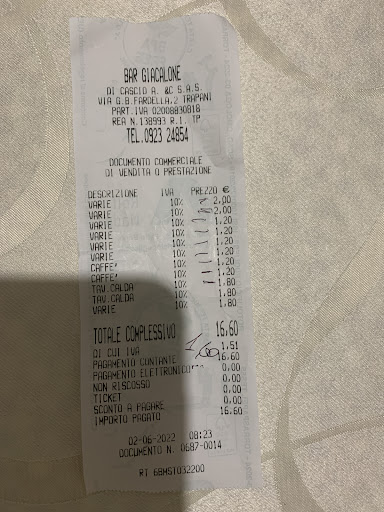 BAR GIACALONE
DI CASCIO A. &C S.A.S.
VIA G.B.FARDELLA,2 TRAPANI
PART.IVA 02008830818
REA N.138993 R.I. TP
TEL.0923 24854
DOCUMENTO COMMERCIALE
DI VENDITA O PRESTAZIONE
DESCRIZIONE IVA PREZZO €
VARIE 10% 2,00
VARIE 10% 2,00
VARIE 10% 1,20
VARIE 10% 1,20
VARIE 10% 1,20
VARIE 10% 1,20
CAFFE' 10% 1,20
CAFFE' 10% 1,20
TAV.CALDA 10% 1,80
TAV.CALDA 10% 1,80
VARIE 10% 1,80
TOTALE COMPLESSIVO 16,60
DI CUI IVA 1,51
PAGAMENTO CONTANTE 16,60
PAGAMENTO ELETTRONICO 0,00
NON RISCOSSO 0,00
TICKET 0,00
SCONTO A PAGARE 0,00
IMPORTO PAGATO 16,60
02-06-2022 08:23
DOCUMENTO N. 0687-0014
RT 6BMST032200